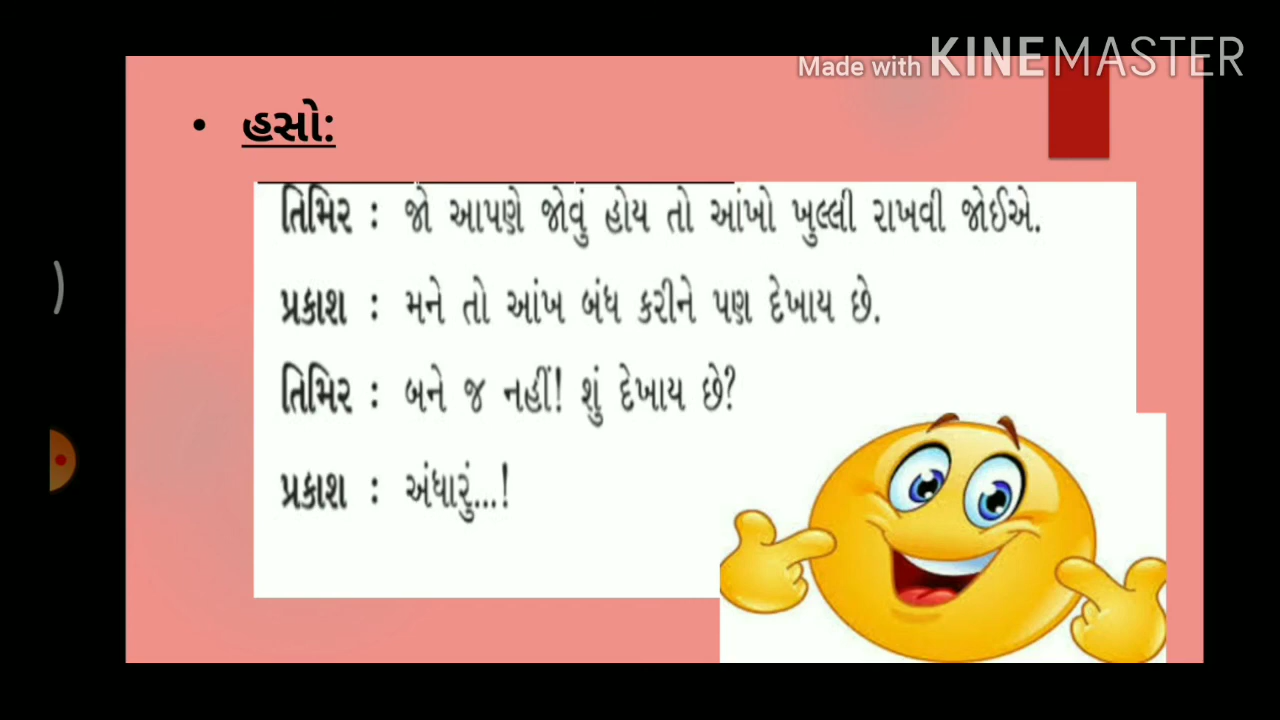 Made with KINEMASTER
• હસો:
તિમિર : જો આપણે જોવું હોય તો આંખો ખુલ્લી રાખવી જોઈએ.
પ્રકાશ : મને તો આંખ બંધ કરીને પણ દેખાય છે.
તિમિર : બને જ નહીં! શું દેખાય છે?
પ્રકાશ : અંધારું...!